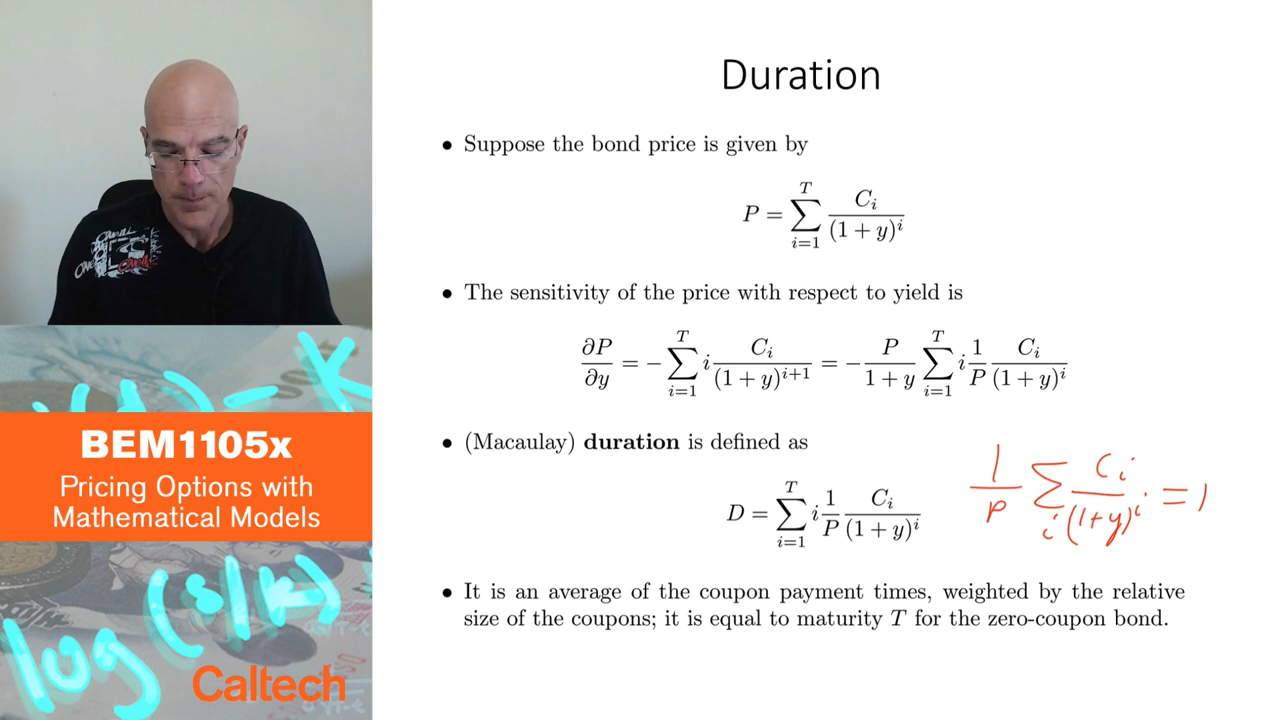 Duration
• Suppose the bond price is given by
P = \sum_{i=1}^{T} \frac{C_i}{(1+y)^i}
• The sensitivity of the price with respect to yield is
\frac{\partial P}{\partial y} = -\sum_{i=1}^{T} i \frac{C_i}{(1+y)^{i+1}} = -\frac{P}{1+y} \sum_{i=1}^{T} i \frac{1}{P} \frac{C_i}{(1+y)^i}
• (Macaulay) duration is defined as
D = \sum_{i=1}^{T} i \frac{1}{P} \frac{C_i}{(1+y)^i}
\frac{1}{P} \sum_{i} \frac{C_i}{(1+y)^i} = 1
• It is an average of the coupon payment times, weighted by the relative
size of the coupons; it is equal to maturity T for the zero-coupon bond.
BEM1105x
Pricing Options with
Mathematical Models
log(s/k)
Caltech